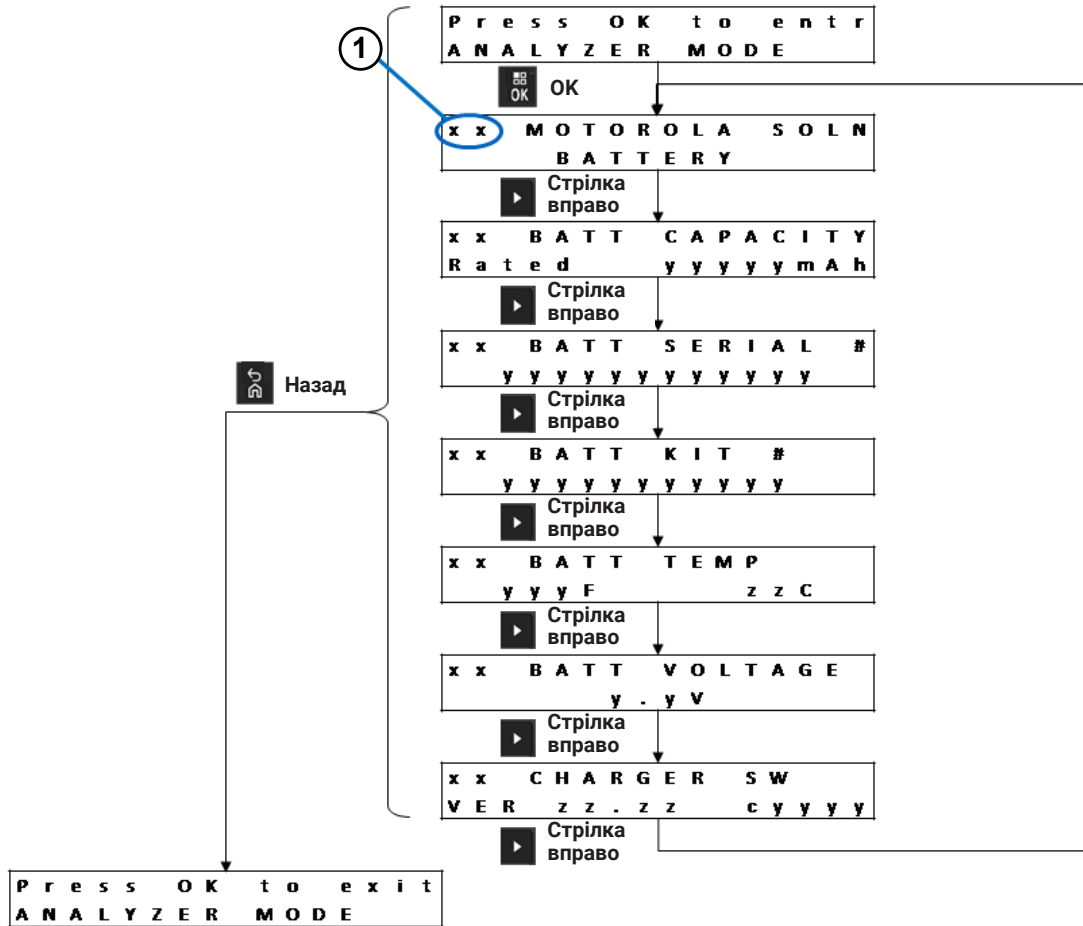 Press OK to entr
ANALYZER MODE
1
OK
OK
xx MOTOROLA SOLN
BATTERY
Стрілка
вправо
xx BATT CAPACITY
Rated yyyyymAh
Стрілка
вправо
xx BATT SERIAL #
yyyyyyyyyyyy
Назад
Стрілка
вправо
xx BATT KIT #
yyyyyyyyyyy
Стрілка
вправо
xx BATT TEMP
yyyF zzC
Стрілка
вправо
xx BATT VOLTAGE
y.yV
Стрілка
вправо
xx CHARGER SW
VER zz.zz cyyyy
Стрілка
вправо
Press OK to exit
ANALYZER MODE